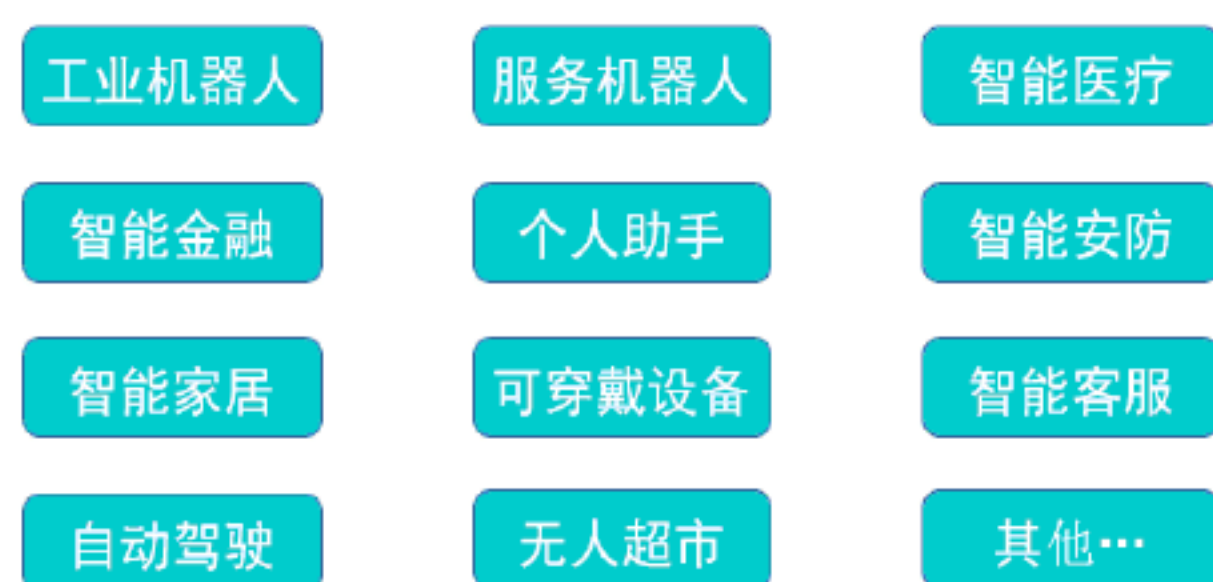 工业机器人
服务机器人
智能医疗
智能金融
个人助手
智能安防
智能家居
可穿戴设备
智能客服
自动驾驶
无人超市
其他…